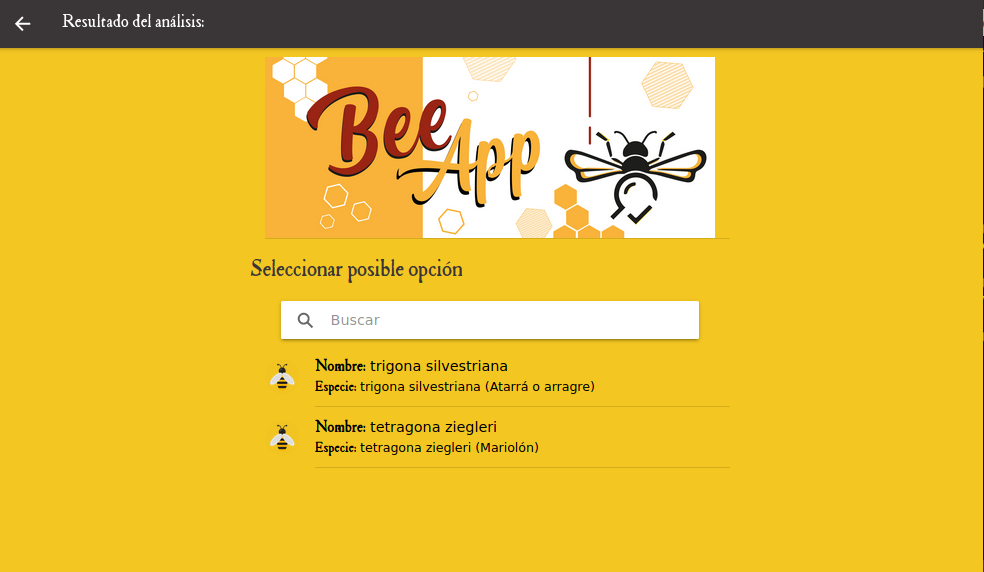 Resultado del análisis:
Bee
App
Seleccionar posible opción
Buscar
Nombre: trigona silvestriana
Especie: trigona silvestriana (Atarrá o arragre)
Nombre: tetragona ziegleri
Especie: tetragona ziegleri (Mariolón)